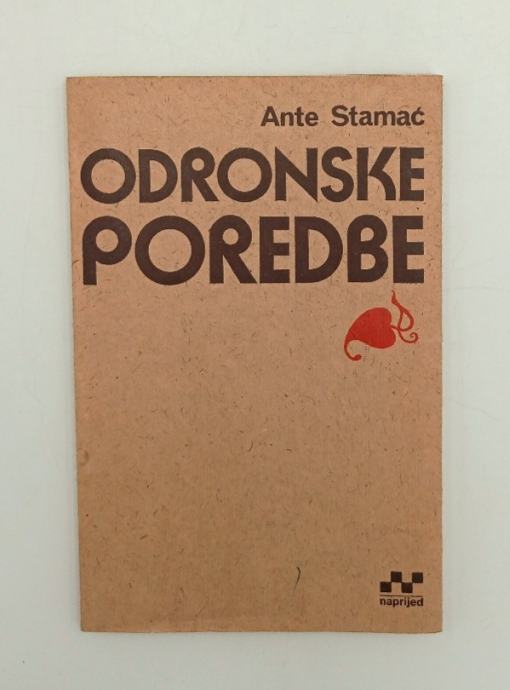 Ante Stamać
ODRONSKE
POREDBE
naprijed